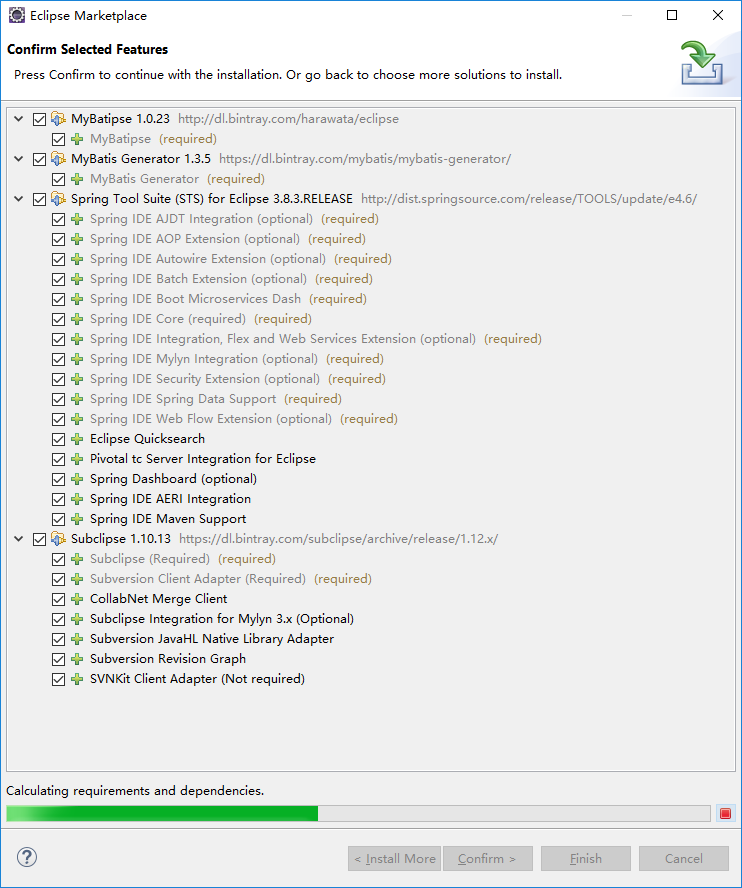 Eclipse Marketplace
Confirm Selected Features
Press Confirm to continue with the installation. Or go back to choose more solutions to install.
MyBatipse 1.0.23 http://dl.bintray.com/harawata/eclipse
MyBatipse (required)
MyBatis Generator 1.3.5 https://dl.bintray.com/mybatis/mybatis-generator/
MyBatis Generator (required)
Spring Tool Suite (STS) for Eclipse 3.8.3.RELEASE http://dist.springsource.com/release/TOOLS/update/e4.6/
Spring IDE AJDT Integration (optional) (required)
Spring IDE AOP Extension (optional) (required)
Spring IDE Autowire Extension (optional) (required)
Spring IDE Batch Extension (optional) (required)
Spring IDE Boot Microservices Dash (required)
Spring IDE Core (required) (required)
Spring IDE Integration, Flex and Web Services Extension (optional) (required)
Spring IDE Mylyn Integration (optional) (required)
Spring IDE Security Extension (optional) (required)
Spring IDE Spring Data Support (required)
Spring IDE Web Flow Extension (optional) (required)
Eclipse Quicksearch
Pivotal tc Server Integration for Eclipse
Spring Dashboard (optional)
Spring IDE AERI Integration
Spring IDE Maven Support
Subclipse 1.10.13 https://dl.bintray.com/subclipse/archive/release/1.12.x/
Subclipse (Required) (required)
Subversion Client Adapter (Required) (required)
CollabNet Merge Client
Subclipse Integration for Mylyn 3.x (Optional)
Subversion JavaHL Native Library Adapter
Subversion Revision Graph
SVNKit Client Adapter (Not required)
Calculating requirements and dependencies.
? < Install More Confirm > Finish Cancel